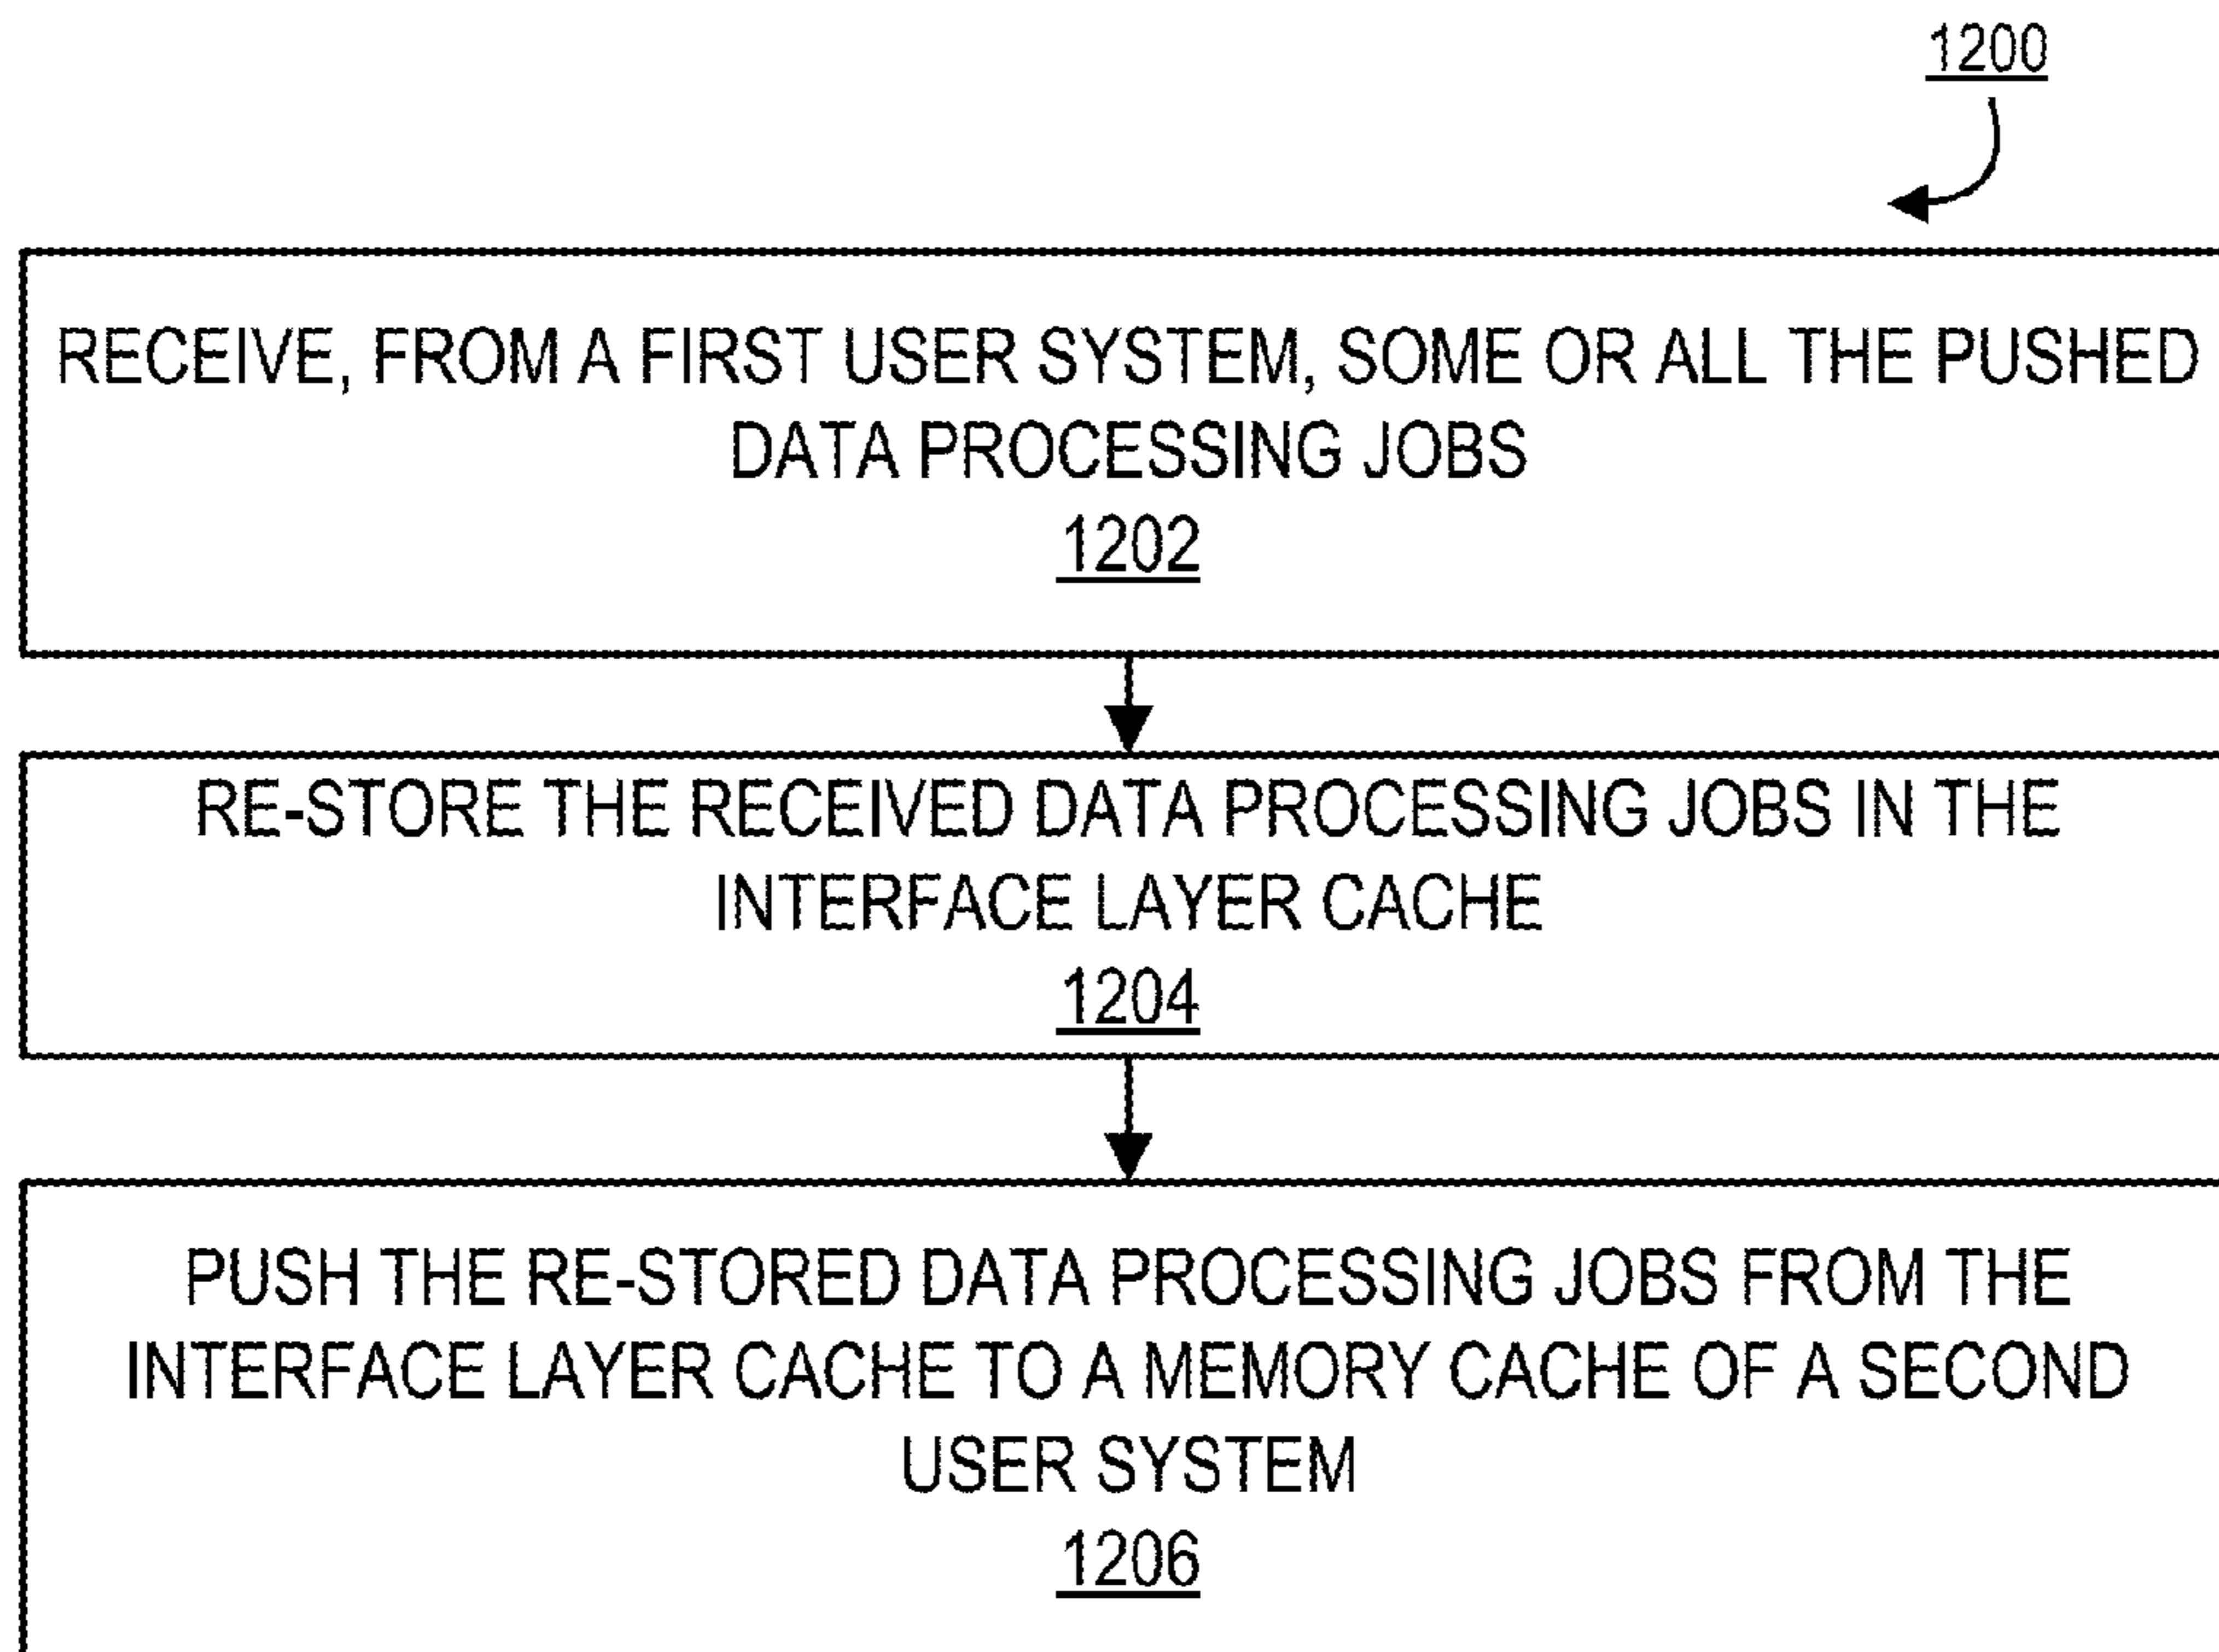 1200
RECEIVE, FROM A FIRST USER SYSTEM, SOME OR ALL THE PUSHED
DATA PROCESSING JOBS
1202
RE-STORE THE RECEIVED DATA PROCESSING JOBS IN THE
INTERFACE LAYER CACHE
1204
PUSH THE RE-STORED DATA PROCESSING JOBS FROM THE
INTERFACE LAYER CACHE TO A MEMORY CACHE OF A SECOND
USER SYSTEM
1206